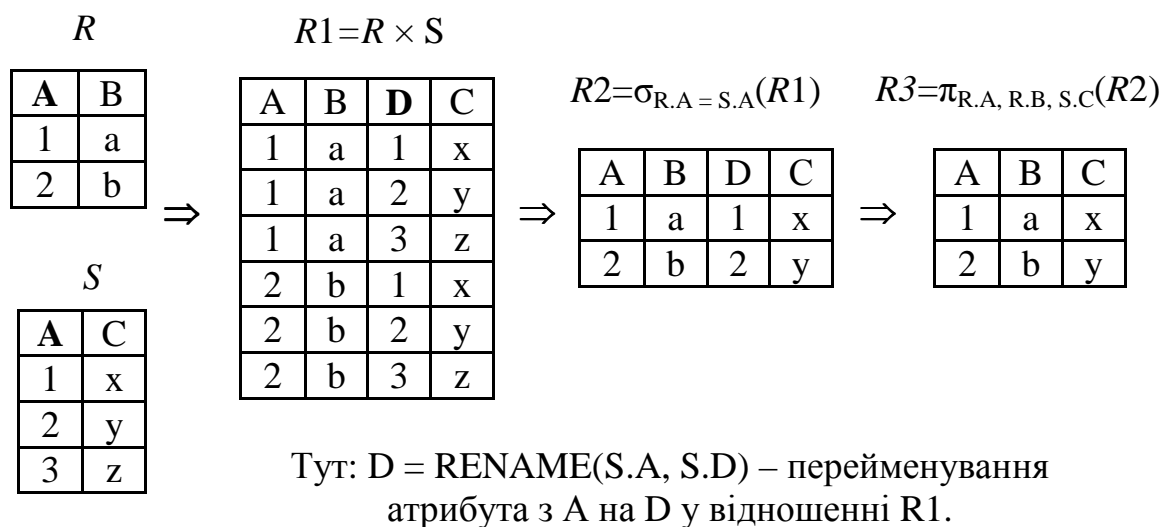 R
A B
1 a
2 b
S
A C
1 x
2 y
3 z
⇒
R1=R × S
A B D C
1 a 1 x
1 a 2 y
1 a 3 z
2 b 1 x
2 b 2 y
2 b 3 z
⇒
R2=σR.A = S.A(R1)
A B D C
1 a 1 x
2 b 2 y
⇒
R3=πR.A, R.B, S.C(R2)
A B C
1 a x
2 b y
Тут: D = RENAME(S.A, S.D) – перейменування
атрибута з A на D у відношенні R1.